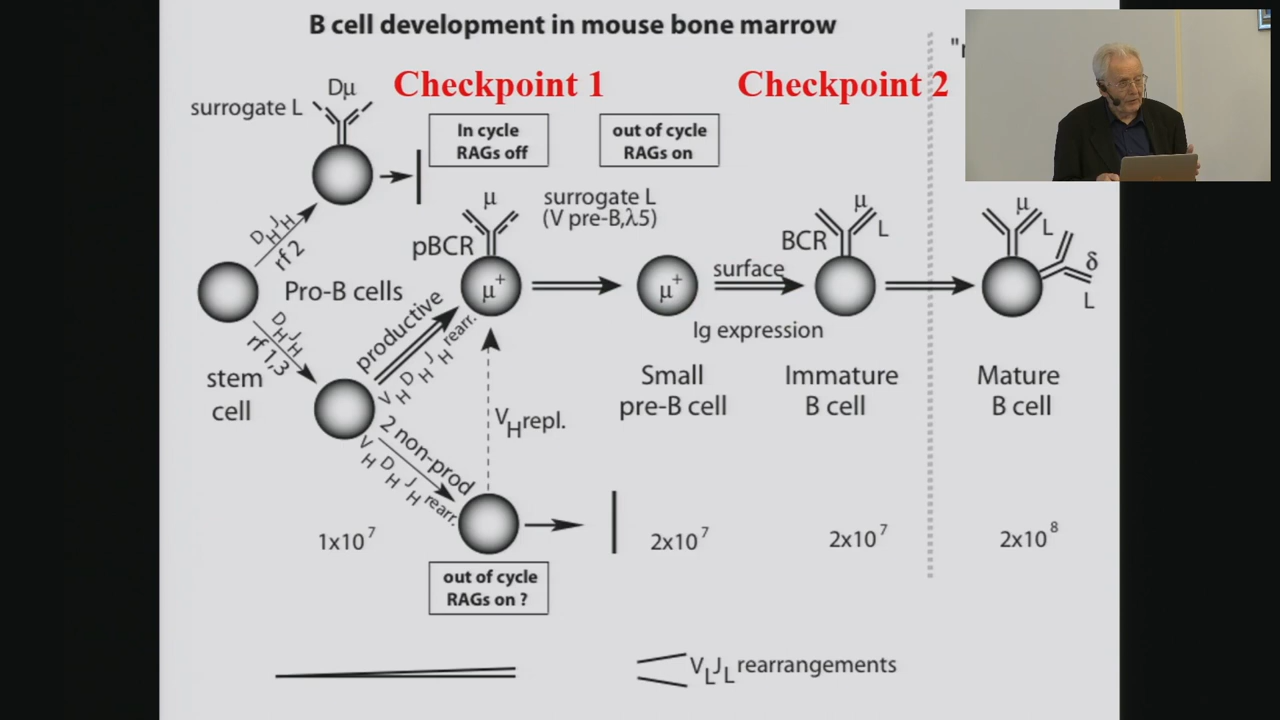 B cell development in mouse bone marrow
Checkpoint 1
Checkpoint 2
surrogate L
Dμ
In cycle
RAGs off
out of cycle
RAGs on
DHJH
rf 2
Pro-B cells
stem
cell
DHJH
rf 1,3
productive
VHDHJH rearr.
2 non-prod
VHDHJH rearr.
μ
pBCR
μ+
surrogate L
(V pre-B,λ5)
VH repl.
out of cycle
RAGs on ?
μ+
surface
Ig expression
Small
pre-B cell
μ
BCR
L
Immature
B cell
μ
L
δ
L
Mature
B cell
1x10^7
2x10^7
2x10^7
2x10^8
VLJL rearrangements